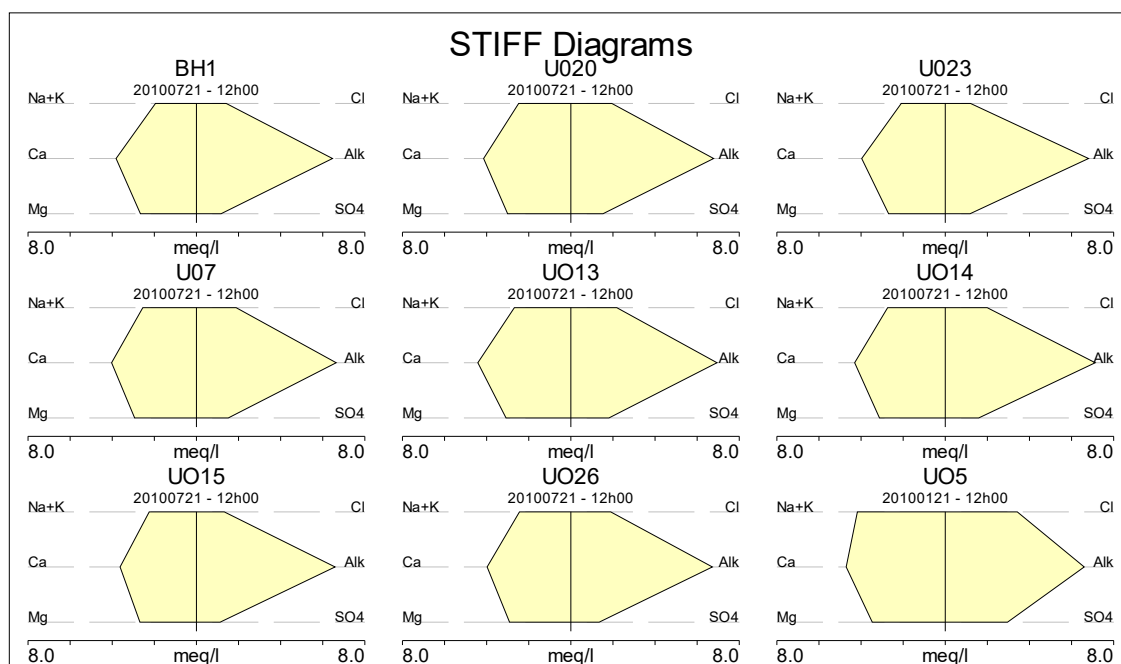 STIFF Diagrams
BH1
20100721 - 12h00
Na+K Cl
Ca Alk
Mg SO4
8.0 meq/l 8.0
U020
20100721 - 12h00
Na+K Cl
Ca Alk
Mg SO4
8.0 meq/l 8.0
U023
20100721 - 12h00
Na+K Cl
Ca Alk
Mg SO4
8.0 meq/l 8.0
U07
20100721 - 12h00
Na+K Cl
Ca Alk
Mg SO4
8.0 meq/l 8.0
UO13
20100721 - 12h00
Na+K Cl
Ca Alk
Mg SO4
8.0 meq/l 8.0
UO14
20100721 - 12h00
Na+K Cl
Ca Alk
Mg SO4
8.0 meq/l 8.0
UO15
20100721 - 12h00
Na+K Cl
Ca Alk
Mg SO4
8.0 meq/l 8.0
UO26
20100721 - 12h00
Na+K Cl
Ca Alk
Mg SO4
8.0 meq/l 8.0
UO5
20100121 - 12h00
Na+K Cl
Ca Alk
Mg SO4
8.0 meq/l 8.0